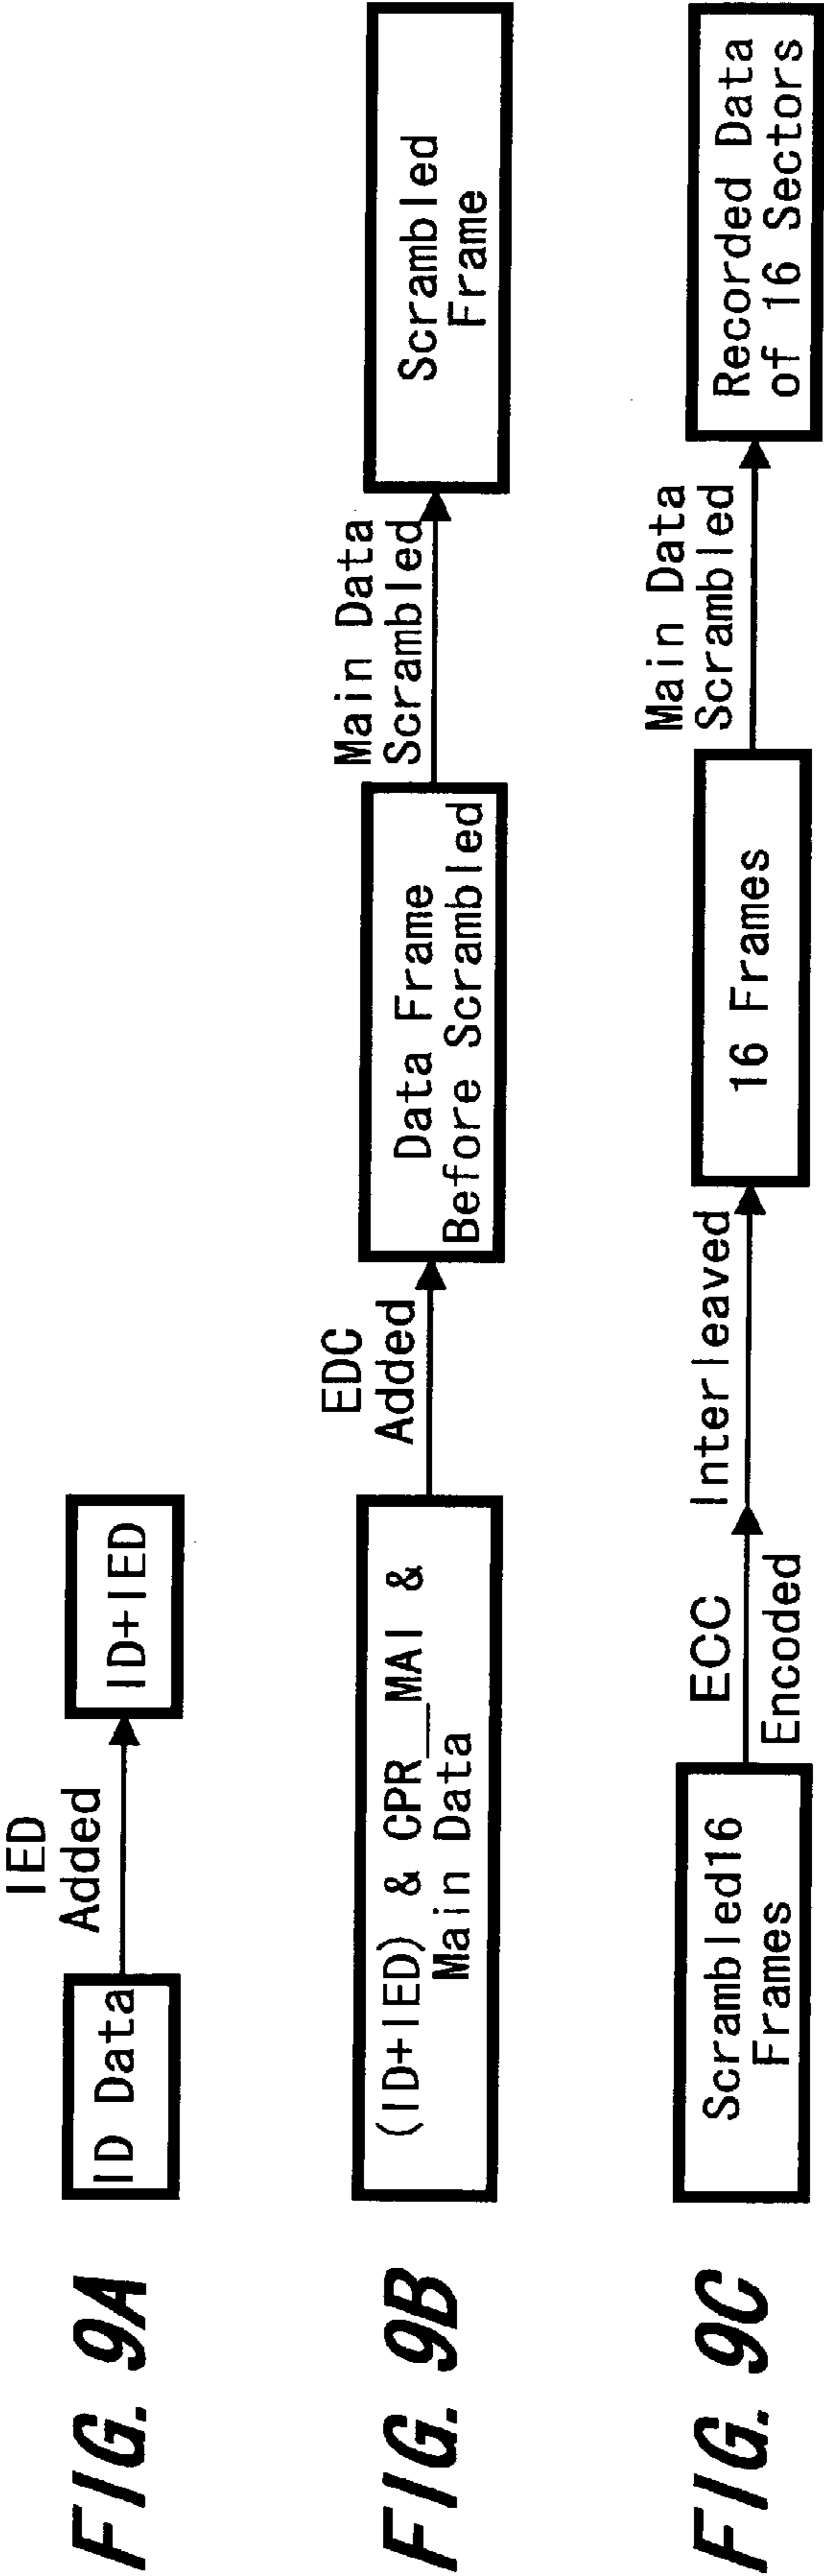 FIG. 9A
ID Data
IED
Added
ID+IED
FIG. 9B
(ID+IED) & CPR_MAI &
Main Data
EDC
Added
Data Frame
Before Scrambled
Main Data
Scrambled
Scrambled
Frame
FIG. 9C
Scrambled16
Frames
ECC
Encoded
Interleaved
16 Frames
Main Data
Scrambled
Recorded Data
of 16 Sectors